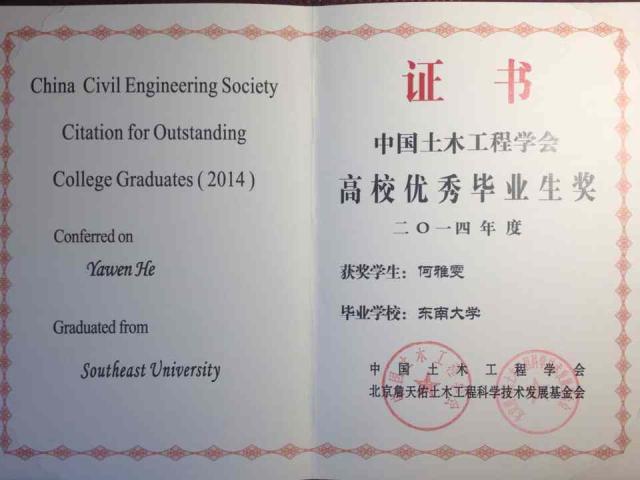 China Civil Engineering Society
Citation for Outstanding
College Graduates ( 2014 )
Conferred on
Yawen He
Graduated from
Southeast University
证书
中国土木工程学会
高校优秀毕业生奖
二〇一四年度
获奖学生：何雅雯
毕业学校：东南大学
中国土木工程学会
北京詹天佑土木工程科学技术发展基金会